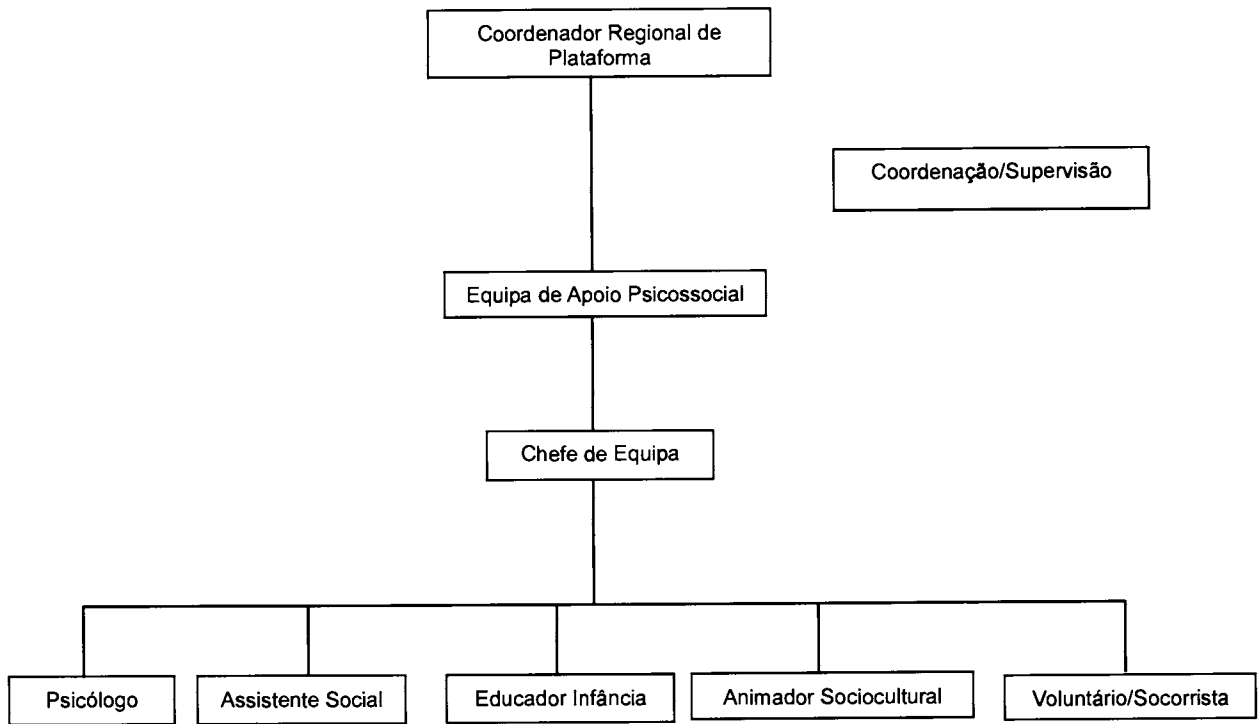 Coordenador Regional de
Plataforma
Coordenação/Supervisão
Equipa de Apoio Psicossocial
Chefe de Equipa
Psicólogo
Assistente Social
Educador Infância
Animador Sociocultural
Voluntário/Socorrista